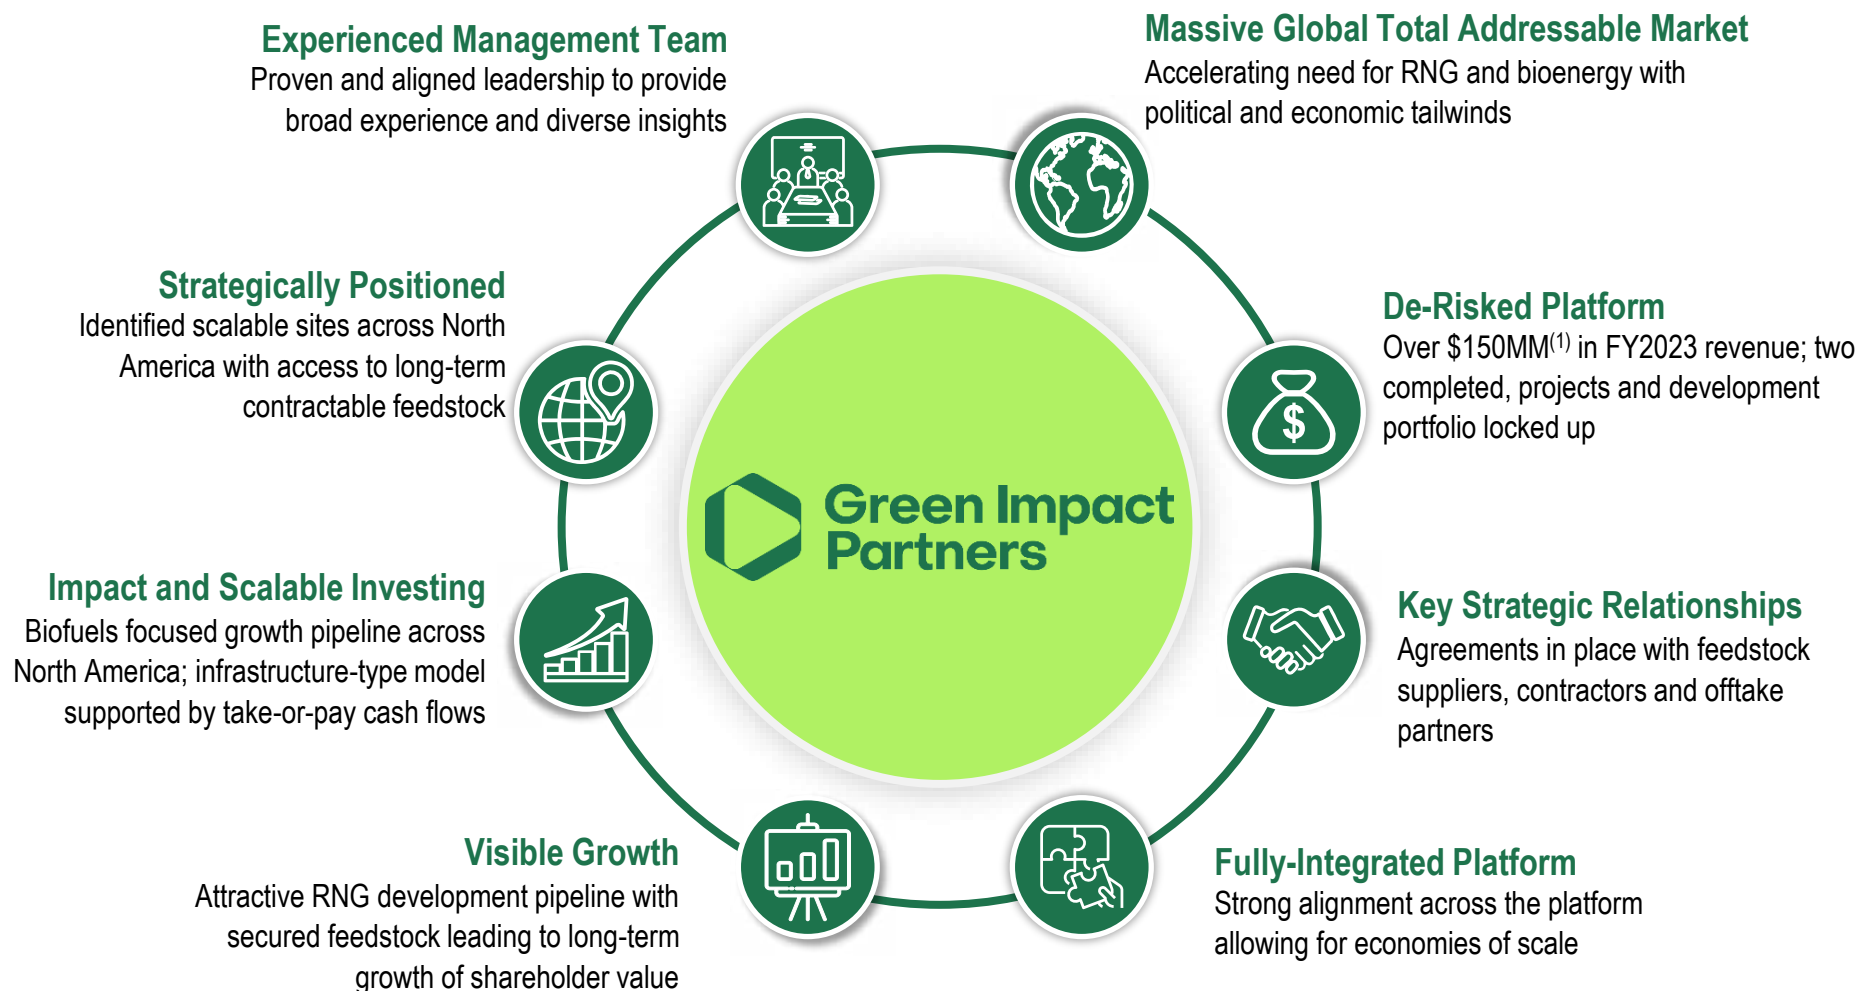 Experienced Management Team
Proven and aligned leadership to provide
broad experience and diverse insights
Massive Global Total Addressable Market
Accelerating need for RNG and bioenergy with
political and economic tailwinds
Strategically Positioned
Identified scalable sites across North
America with access to long-term
contractable feedstock
De-Risked Platform
Over $150MM(1) in FY2023 revenue; two
completed, projects and development
portfolio locked up
$
Green Impact
Partners
Impact and Scalable Investing
Biofuels focused growth pipeline across
North America; infrastructure-type model
supported by take-or-pay cash flows
Key Strategic Relationships
Agreements in place with feedstock
suppliers, contractors and offtake
partners
Visible Growth
Attractive RNG development pipeline with
secured feedstock leading to long-term
growth of shareholder value
Fully-Integrated Platform
Strong alignment across the platform
allowing for economies of scale